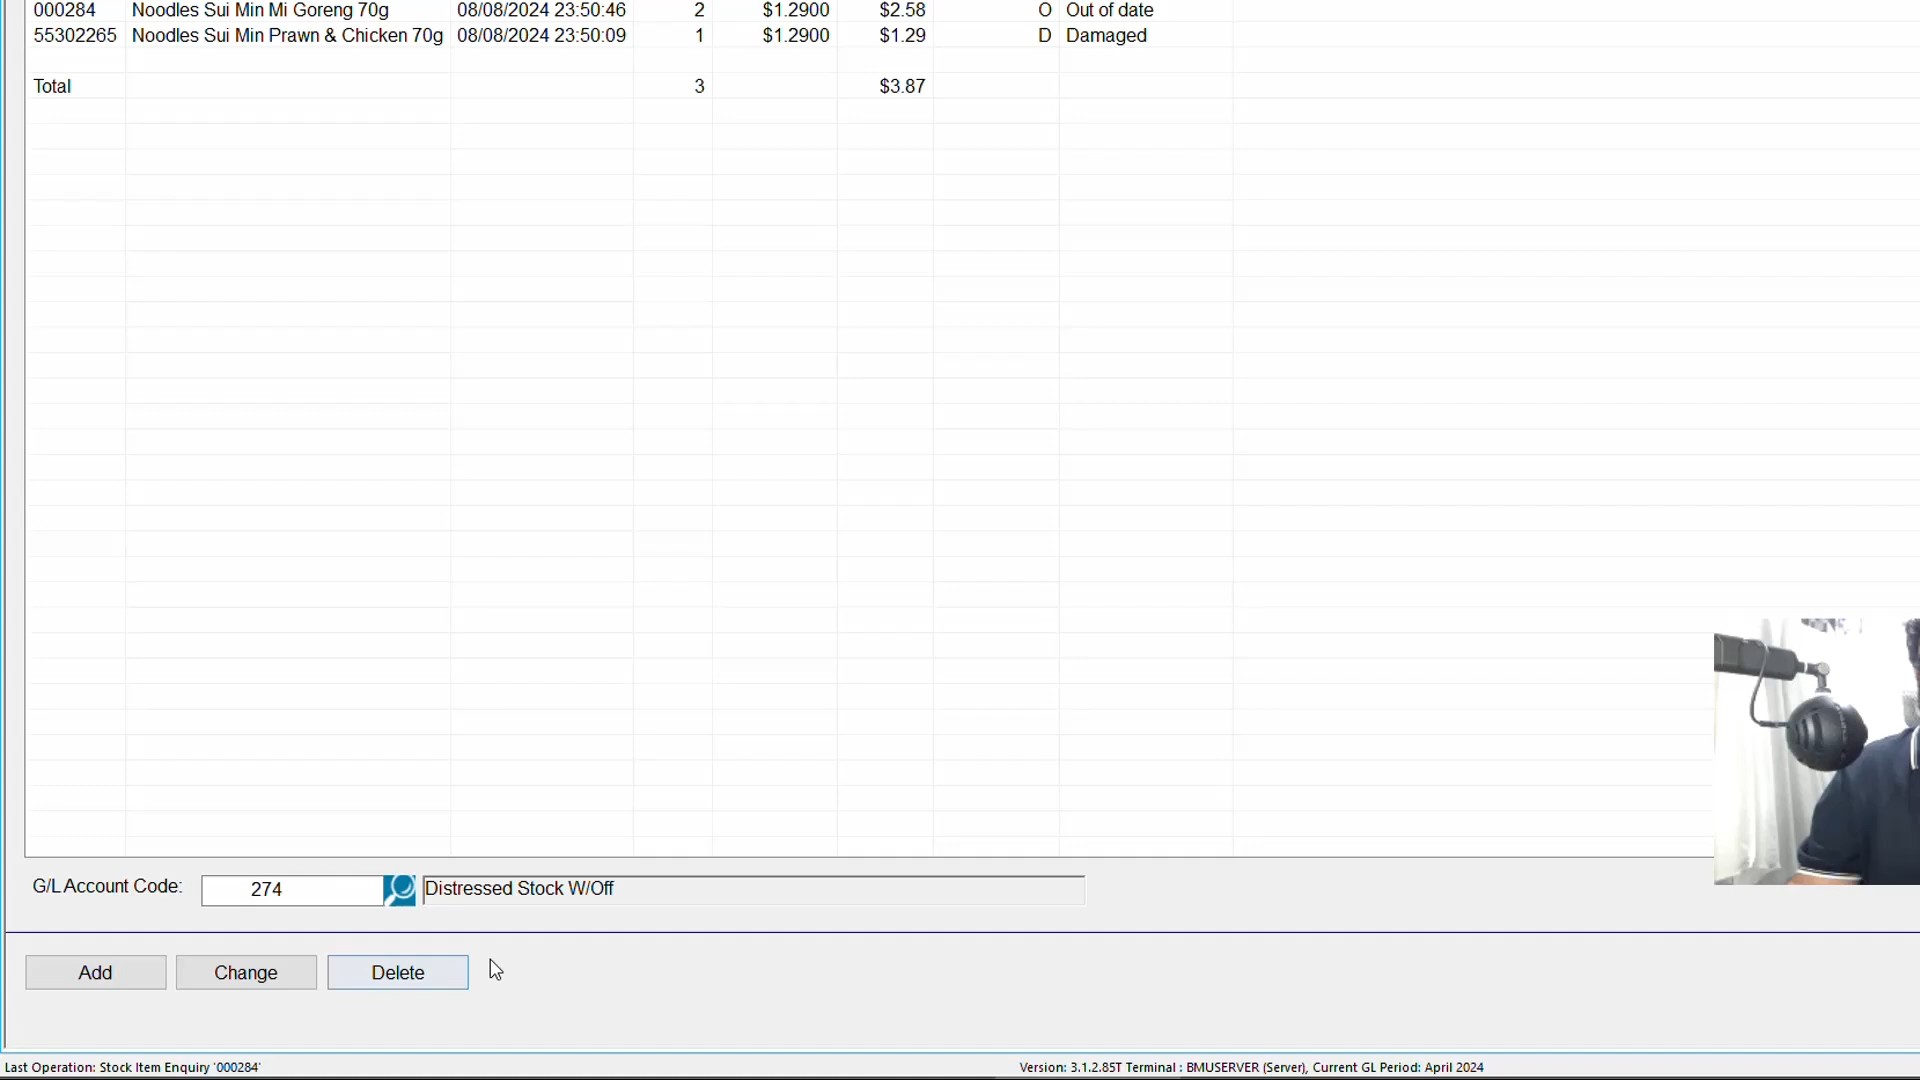 000284 Noodles Sui Min Mi Goreng 70g 08/08/2024 23:50:46 2 $1.2900 $2.58 O Out of date
55302265 Noodles Sui Min Prawn & Chicken 70g 08/08/2024 23:50:09 1 $1.2900 $1.29 D Damaged
Total 3 $3.87
G/L Account Code: 274 Distressed Stock W/Off
Add Change Delete
Last Operation: Stock Item Enquiry '000284' Version: 3.1.2.85T Terminal : BMUSERVER (Server), Current GL Period: April 2024